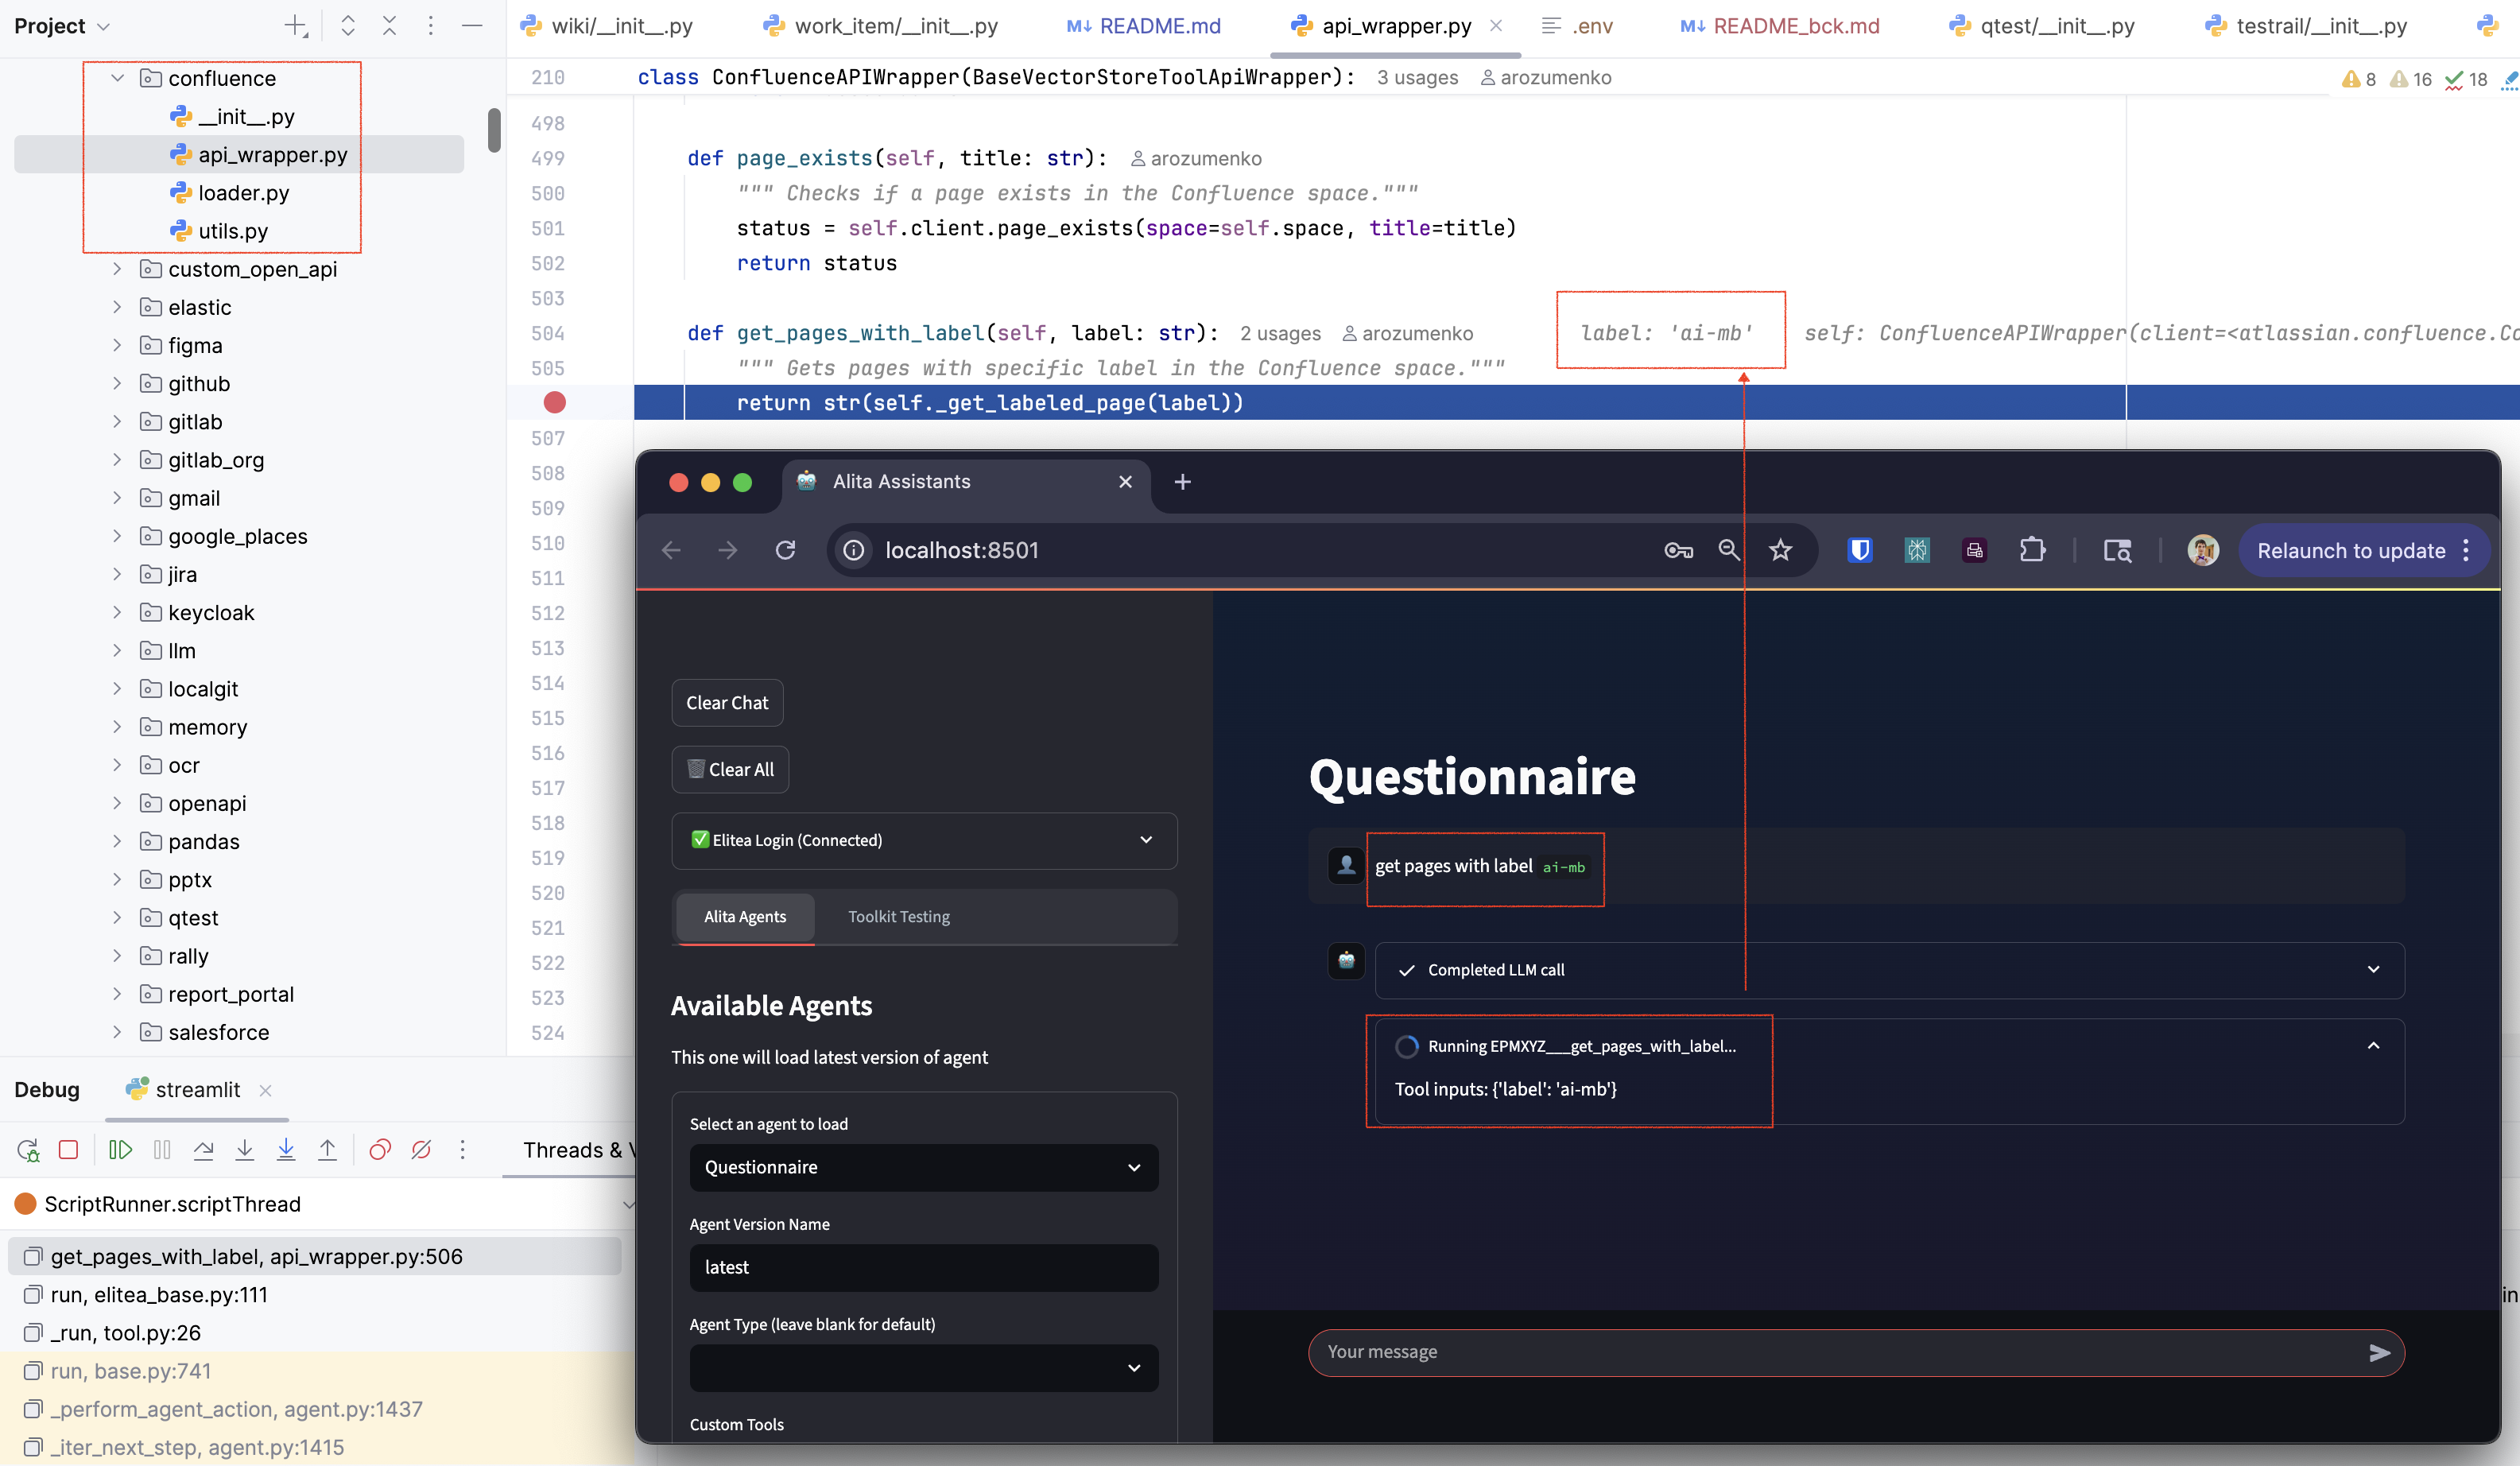 Project
wiki/__init__.py
work_item/__init__.py
M↓ README.md
api_wrapper.py
.env
M↓ README_bck.md
qtest/__init__.py
testrail/__init__.py
confluence
__init__.py
api_wrapper.py
loader.py
utils.py
custom_open_api
elastic
figma
github
gitlab
gitlab_org
gmail
google_places
jira
keycloak
llm
localgit
memory
ocr
openapi
pandas
pptx
qtest
rally
report_portal
salesforce
210 class ConfluenceAPIWrapper(BaseVectorStoreToolApiWrapper): 3 usages arozumenko
8 16 18
498
499 def page_exists(self, title: str): arozumenko
500 """ Checks if a page exists in the Confluence space."""
501 status = self.client.page_exists(space=self.space, title=title)
502 return status
503
504 def get_pages_with_label(self, label: str): 2 usages arozumenko label: 'ai-mb' self: ConfluenceAPIWrapper(client=<atlassian.confluence.Co
505 """ Gets pages with specific label in the Confluence space."""
return str(self._get_labeled_page(label))
507
508
509
510
511
512
513
514
515
516
517
518
519
520
521
522
523
524
Alita Assistants
localhost:8501
Relaunch to update
Clear Chat
Clear All
Elitea Login (Connected)
Alita Agents
Toolkit Testing
Available Agents
This one will load latest version of agent
Select an agent to load
Questionnaire
Agent Version Name
latest
Agent Type (leave blank for default)
Custom Tools
Questionnaire
get pages with label ai-mb
Completed LLM call
Running EPMXYZ___get_pages_with_label...
Tool inputs: {'label': 'ai-mb'}
Your message
Debug
streamlit
Threads &
ScriptRunner.scriptThread
get_pages_with_label, api_wrapper.py:506
run, elitea_base.py:111
_run, tool.py:26
run, base.py:741
_perform_agent_action, agent.py:1437
_iter_next_step, agent.py:1415
in